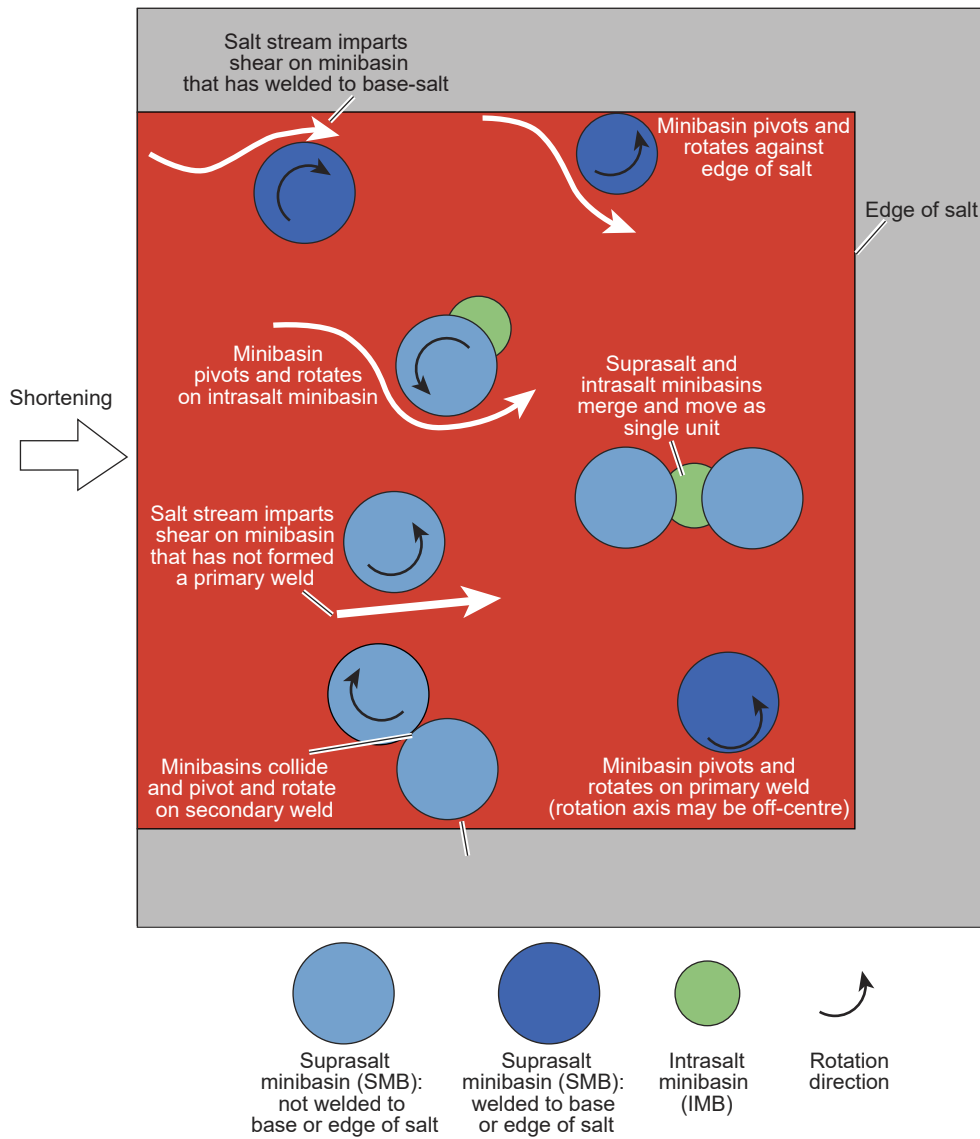 Salt stream imparts
shear on minibasin
that has welded to base-salt
Minibasin pivots and
rotates against
edge of salt
Edge of salt
Minibasin
pivots and rotates
on intrasalt minibasin
Suprasalt and
intrasalt minibasins
merge and move as
single unit
Shortening
Salt stream imparts
shear on minibasin
that has not formed
a primary weld
Minibasins collide
and pivot and rotate
on secondary weld
Minibasin pivots and
rotates on primary weld
(rotation axis may be off-centre)
Suprasalt
minibasin (SMB):
not welded to
base or edge of salt
Suprasalt
minibasin (SMB):
welded to base
or edge of salt
Intrasalt
minibasin
(IMB)
Rotation
direction